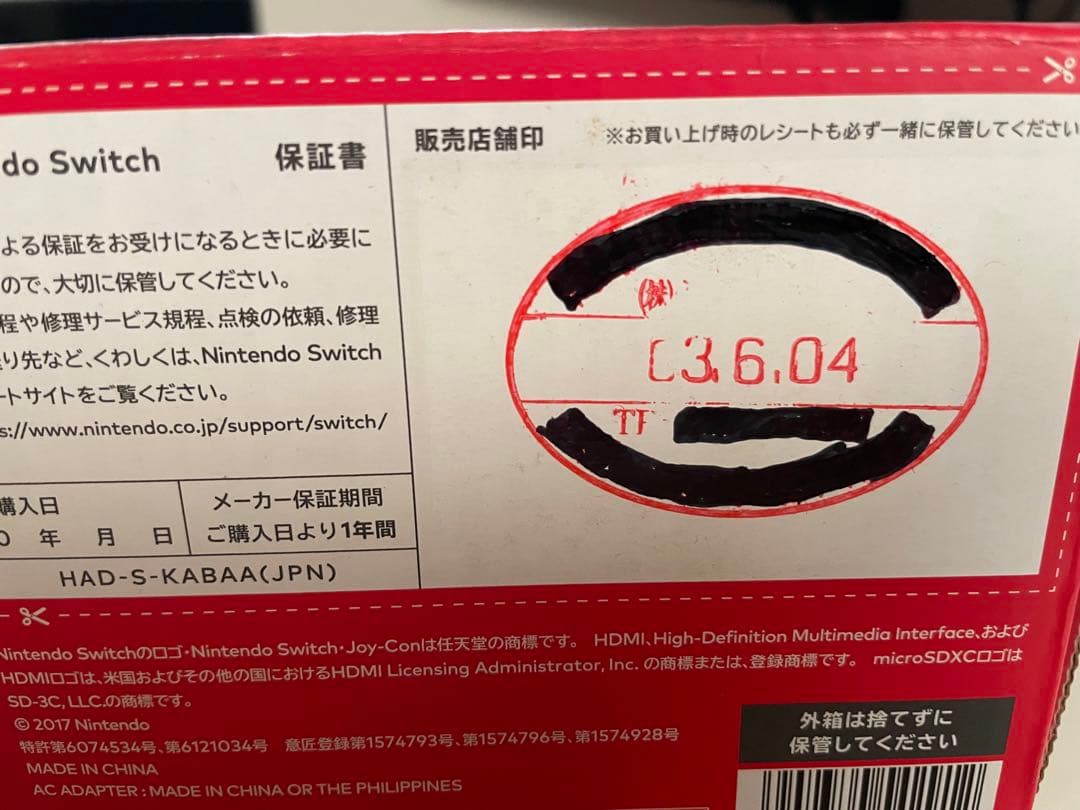 do Switch 保証書
よる保証をお受けになるときに必要に
ので、大切に保管してください。
程や修理サービス規程、点検の依頼、修理
り先など、くわしくは、Nintendo Switch
ートサイトをご覧ください。
s://www.nintendo.co.jp/support/switch/
購入日
0 年 月 日
メーカー保証期間
ご購入日より1年間
HAD-S-KABAA(JPN)
販売店舗印 ※お買い上げ時のレシートも必ず一緒に保管してください
(株)
3.6.04
Nintendo Switchのロゴ・Nintendo Switch・Joy-Conは任天堂の商標です。 HDMI、High-Definition Multimedia Interface、および
HDMIロゴは、米国およびその他の国におけるHDMI Licensing Administrator, Inc. の商標または、登録商標です。 microSDXCロゴは
SD-3C, LLC.の商標です。
© 2017 Nintendo
特許第6074534号、第6121034号 意匠登録第1574793号、第1574796号、第1574928号
MADE IN CHINA
AC ADAPTER : MADE IN CHINA OR THE PHILIPPINES
外箱は捨てずに
保管してください